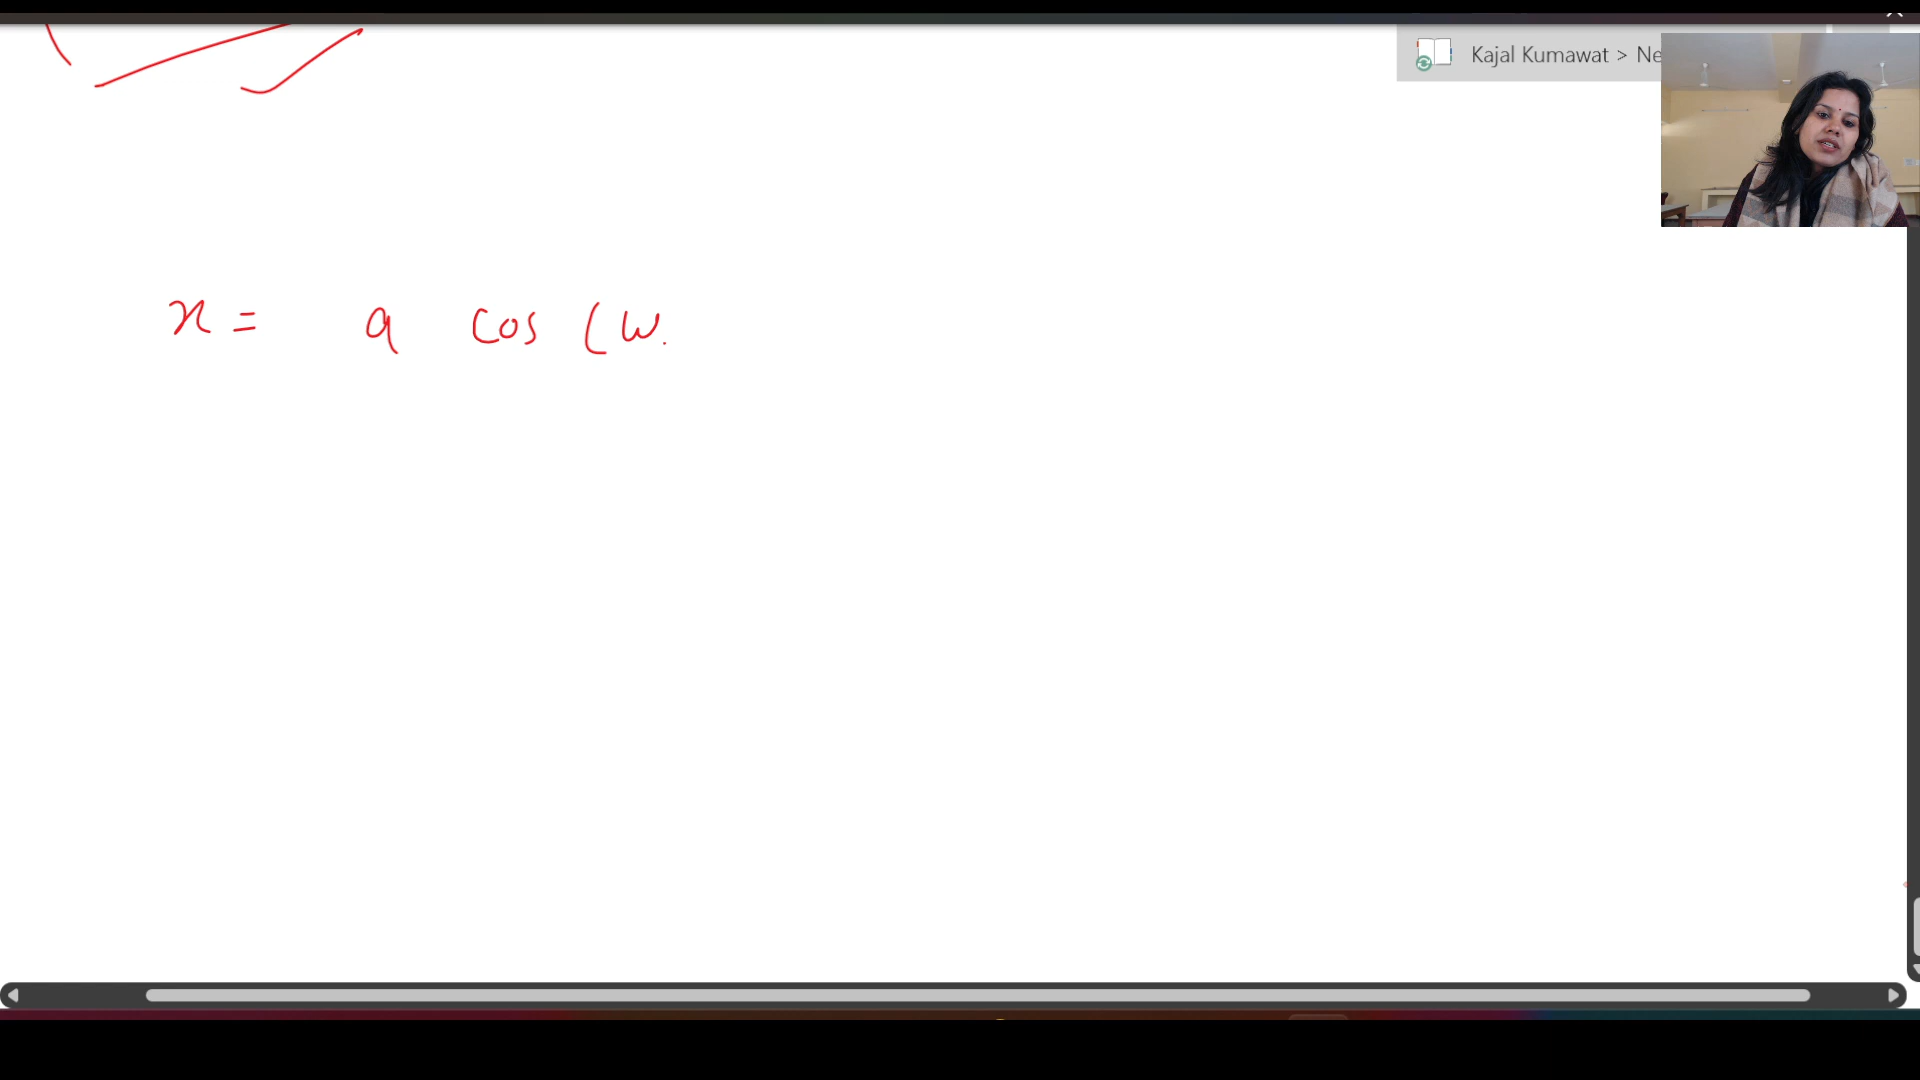 Kajal Kumawat > Ne
x = a cos (w.